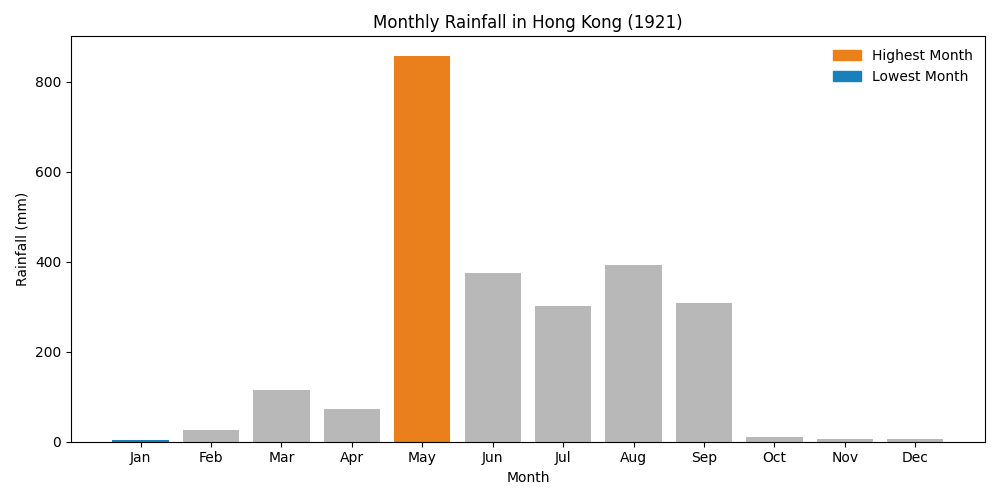 Monthly Rainfall in Hong Kong (1921)
Highest Month
Lowest Month
Rainfall (mm)
800
600
400
200
0
Jan Feb Mar Apr May Jun Jul Aug Sep Oct Nov Dec
Month